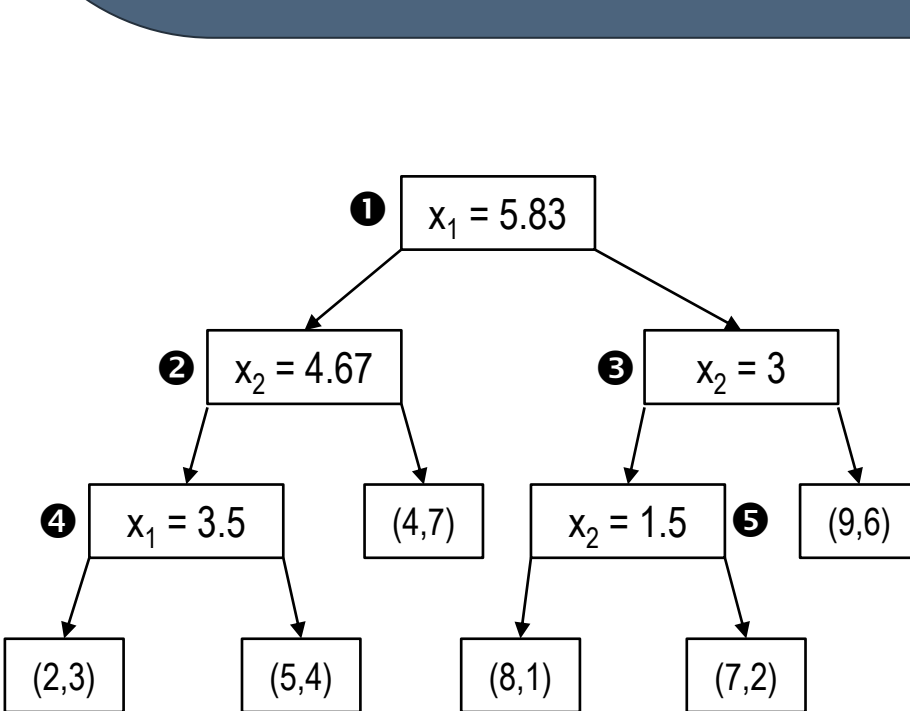 ❶ x₁ = 5.83
❷ x₂ = 4.67
❸ x₂ = 3
❹ x₁ = 3.5
(4,7)
x₂ = 1.5 ❺
(9,6)
(2,3)
(5,4)
(8,1)
(7,2)